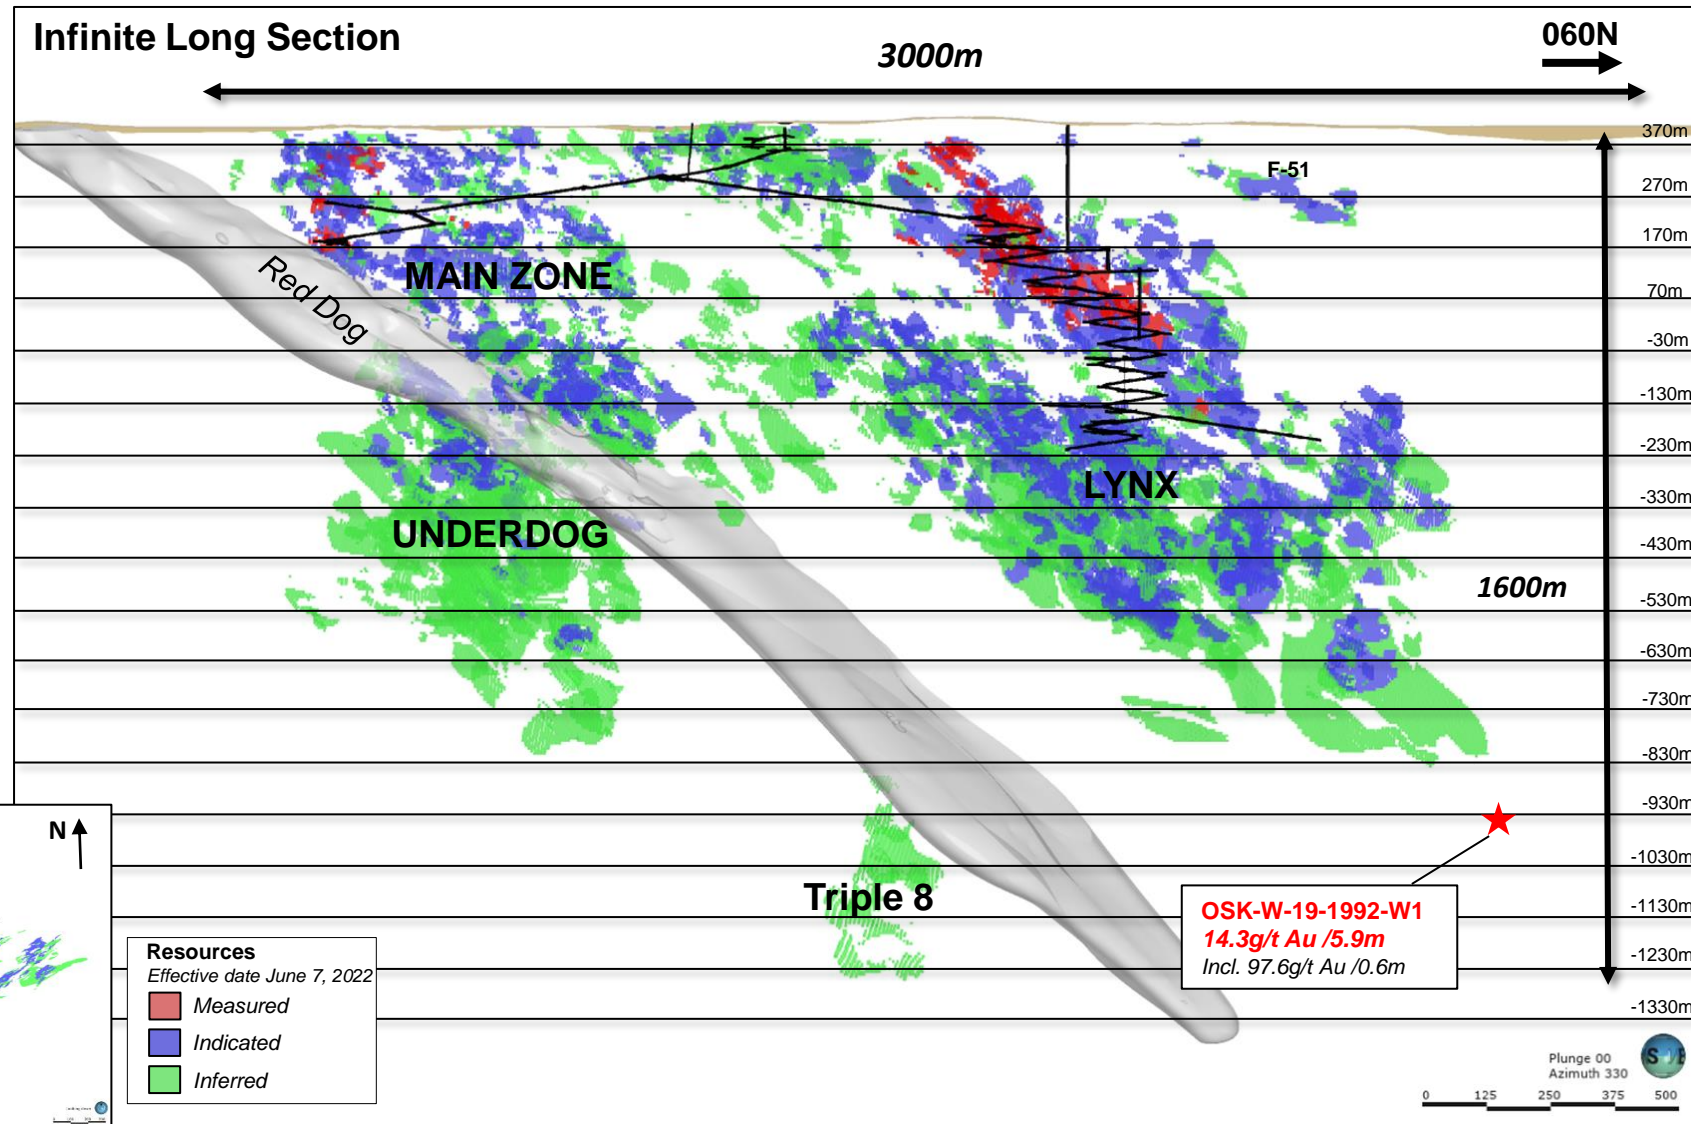 Infinite Long Section
3000m
060N
370m
F-51
270m
170m
Red Dog
MAIN ZONE
70m
-30m
-130m
-230m
LYNX
-330m
UNDERDOG
-430m
1600m
-530m
-630m
-730m
-830m
-930m
N
-1030m
Triple 8
-1130m
OSK-W-19-1992-W1
14.3g/t Au /5.9m
Incl. 97.6g/t Au /0.6m
-1230m
-1330m
Resources
Effective date June 7, 2022
Measured
Indicated
Inferred
Plunge 00
Azimuth 330
S
0 125 250 375 500